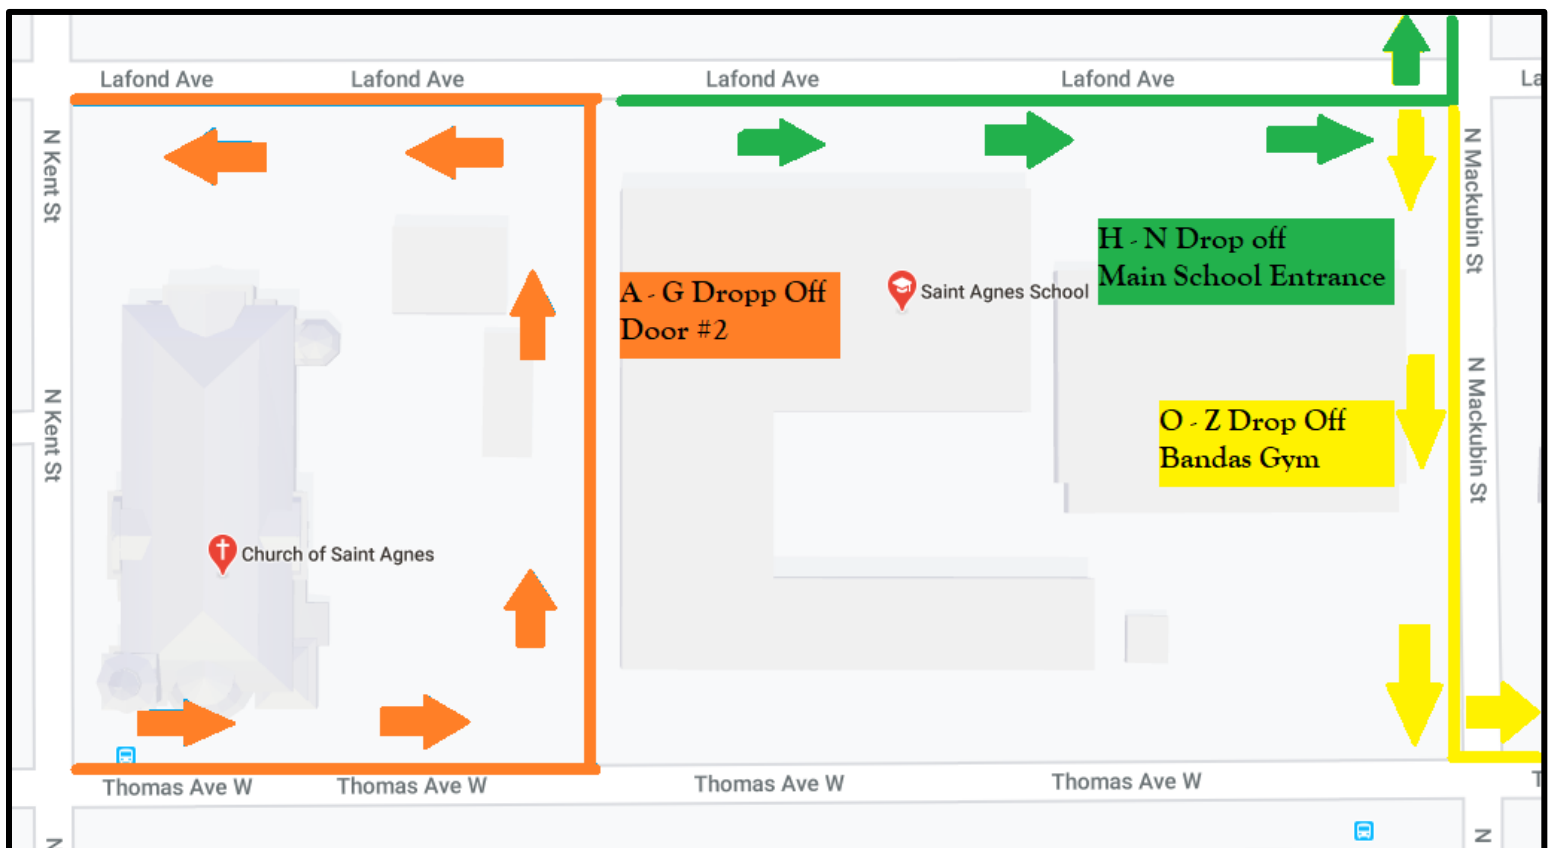 Lafond Ave
Lafond Ave
Lafond Ave
Lafond Ave
La
N Kent St
N Mackubin St
H - N Drop off
Main School Entrance
A - G Dropp Off
Door #2
Saint Agnes School
N Kent St
N Mackubin St
O - Z Drop Off
Bandas Gym
Church of Saint Agnes
Thomas Ave W
Thomas Ave W
Thomas Ave W
Thomas Ave W
T
N
N